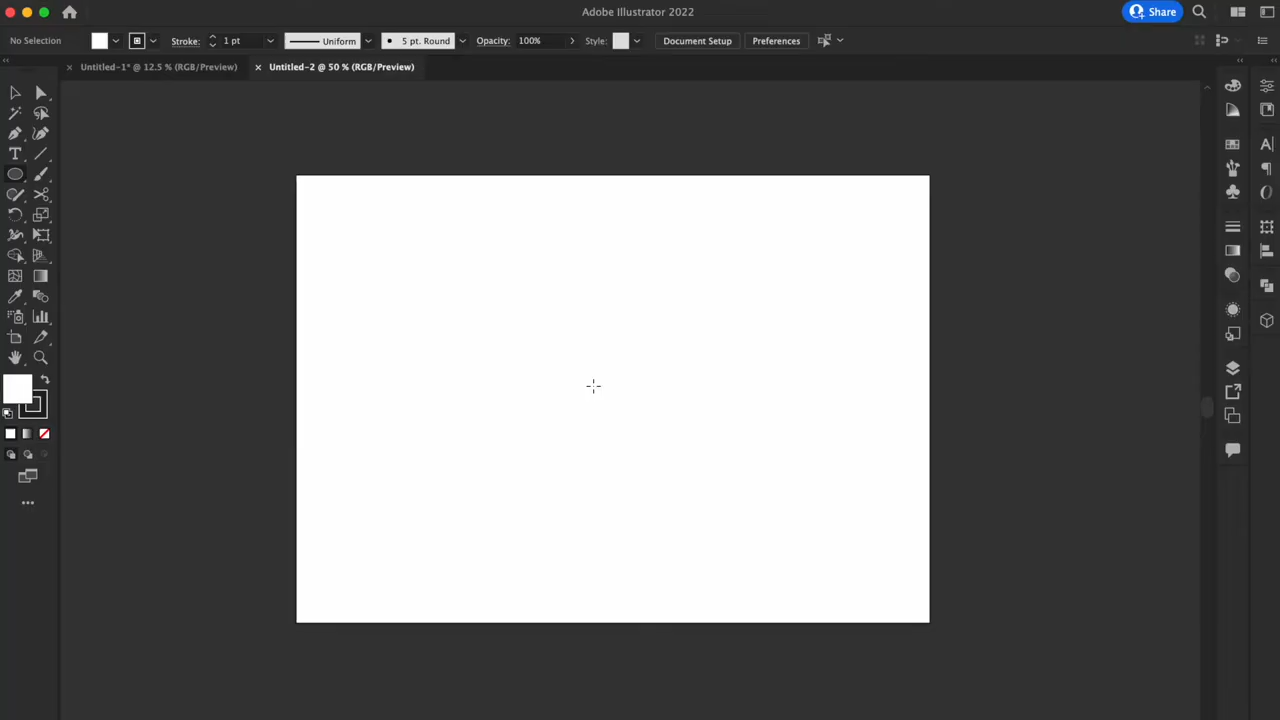 Adobe Illustrator 2022
Share
No Selection
Stroke:
1 pt
Uniform
5 pt. Round
Opacity:
100%
Style:
Document Setup
Preferences
Untitled-1* @ 12.5 % (RGB/Preview)
Untitled-2 @ 50 % (RGB/Preview)